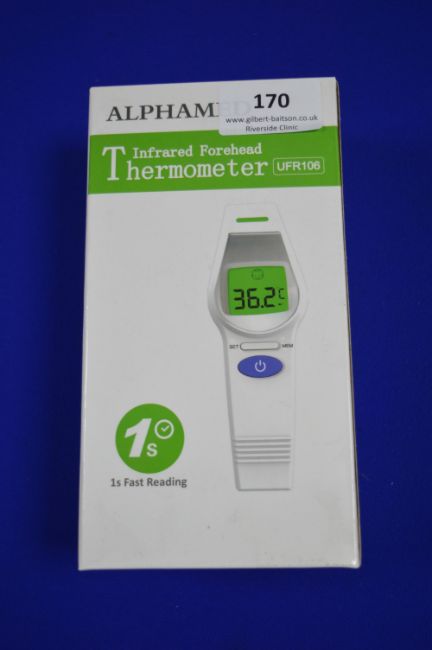 ALPHAMED
170
www.gilbert-baitson.co.uk
Riverside Clinic
Infrared Forehead
Thermometer UFR106
36.2°C
SET MEM
1s
1s Fast Reading